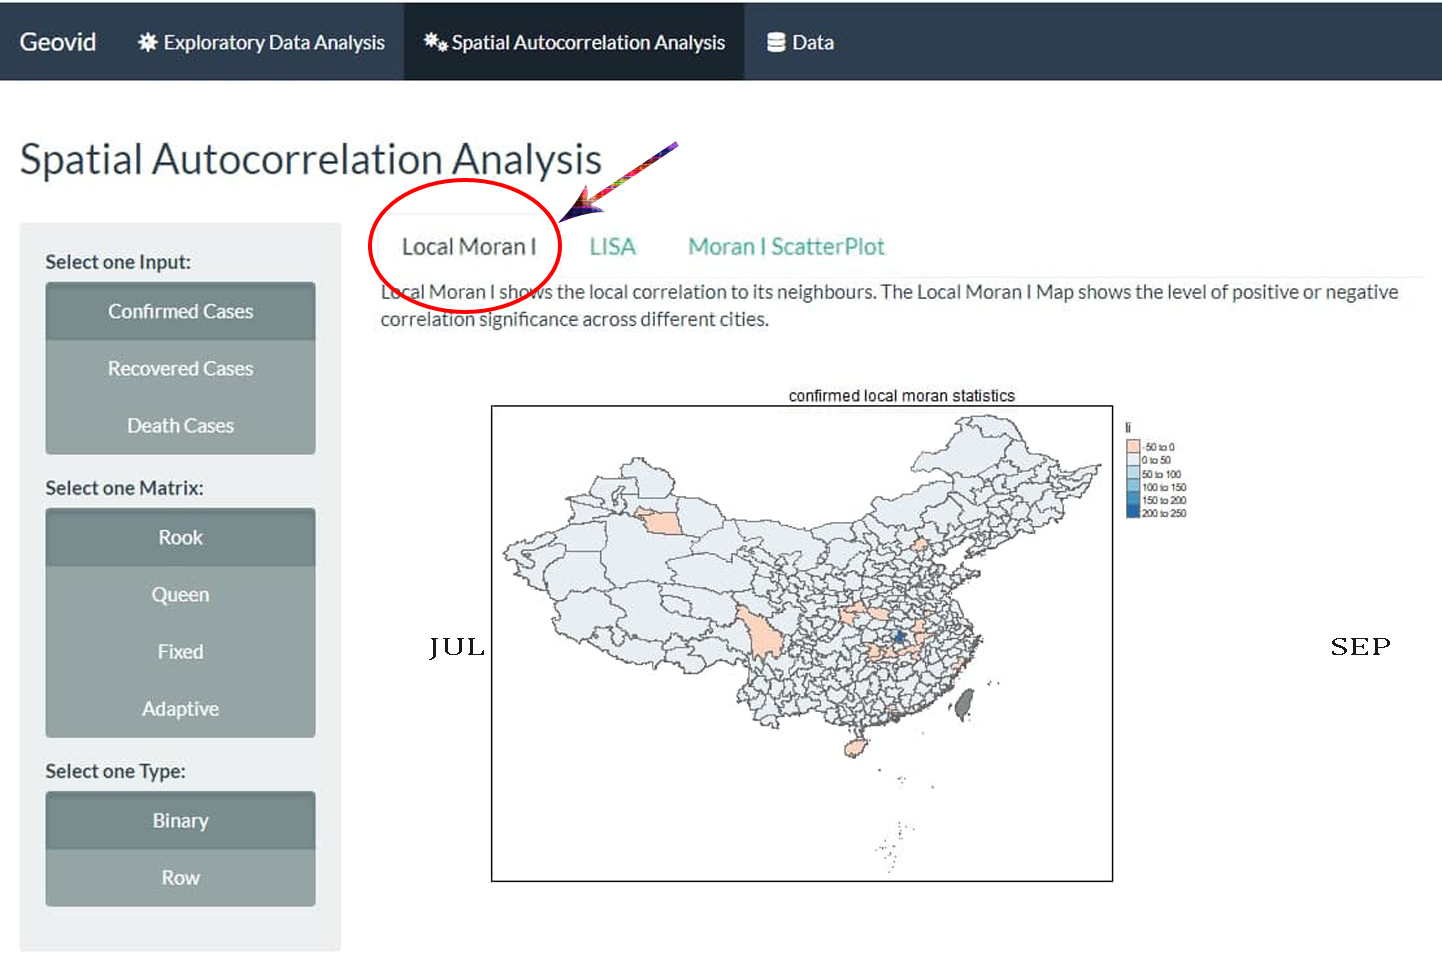 Geovid Exploratory Data Analysis Spatial Autocorrelation Analysis Data
Spatial Autocorrelation Analysis
Select one Input:
Confirmed Cases
Recovered Cases
Death Cases
Select one Matrix:
Rook
Queen
Fixed
Adaptive
Select one Type:
Binary
Row
Local Moran I LISA Moran I ScatterPlot
Local Moran I shows the local correlation to its neighbours. The Local Moran I Map shows the level of positive or negative
correlation significance across different cities.
confirmed local moran statistics
Ii
-50 to 0
0 to 50
50 to 100
100 to 150
150 to 200
200 to 250
JUL SEP